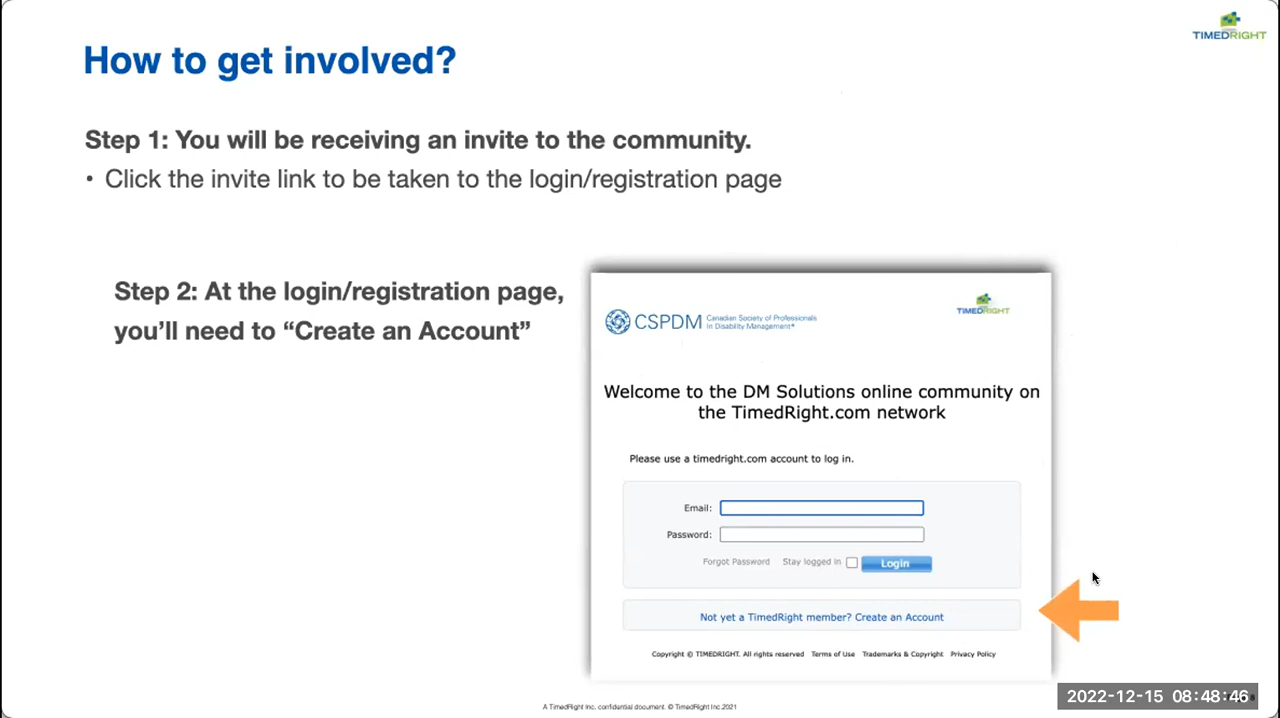 TIMEDRIGHT
How to get involved?
Step 1: You will be receiving an invite to the community.
• Click the invite link to be taken to the login/registration page
Step 2: At the login/registration page,
you’ll need to “Create an Account”
CSPDM Canadian Society of Professionals
in Disability Management®
TIMEDRIGHT
Welcome to the DM Solutions online community on
the TimedRight.com network
Please use a timedright.com account to log in.
Email:
Password:
Forgot Password Stay logged in Login
Not yet a TimedRight member? Create an Account
Copyright © TIMEDRIGHT. All rights reserved Terms of Use Trademarks & Copyright Privacy Policy
A TimedRight Inc. confidential document. © TimedRight Inc.2021
2022-12-15 08:48:46